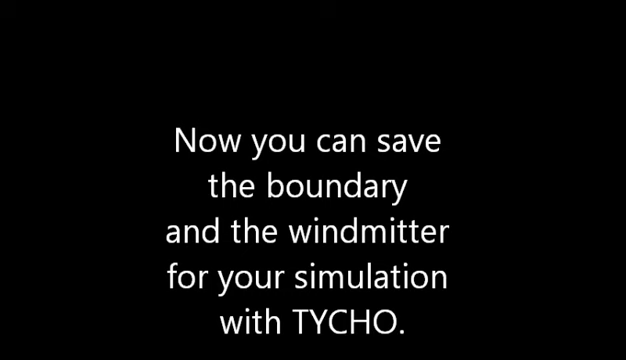 Now you can save
the boundary
and the windmitter
for your simulation
with TYCHO.